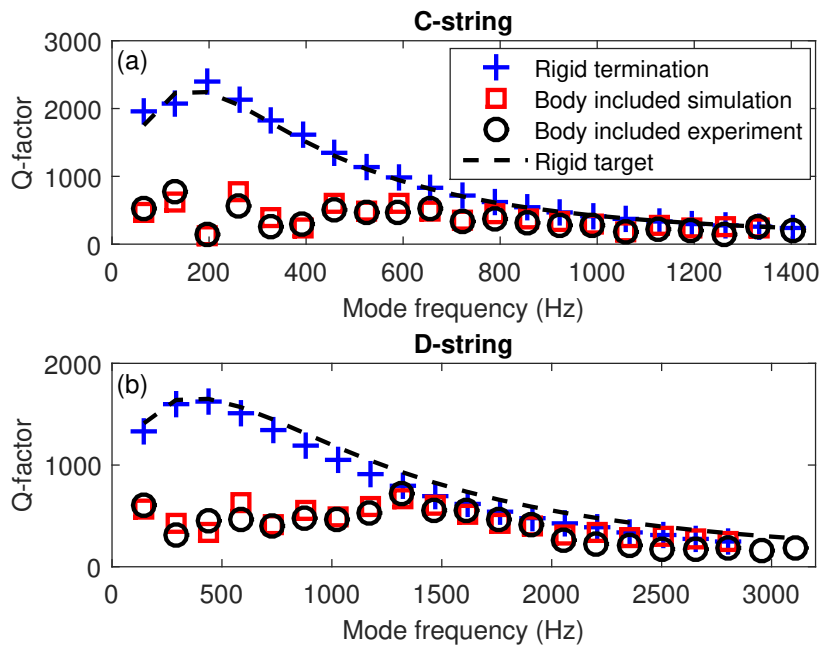 C-string
(a)
3000
2000
1000
0
Q-factor
Rigid termination
Body included simulation
Body included experiment
Rigid target
0 200 400 600 800 1000 1200 1400
Mode frequency (Hz)
D-string
(b)
2000
1000
0
Q-factor
0 500 1000 1500 2000 2500 3000
Mode frequency (Hz)